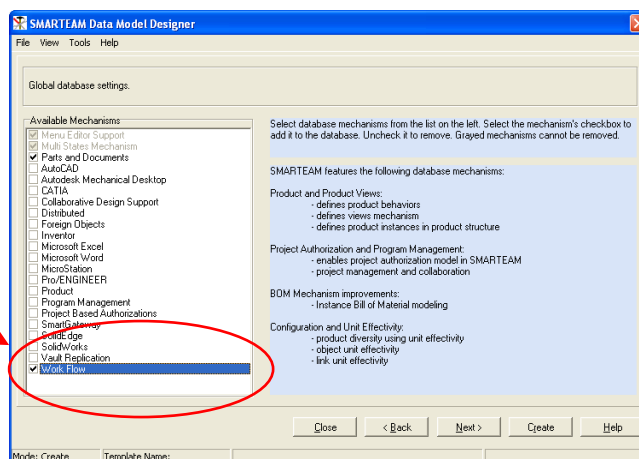 SMARTEAM Data Model Designer
File View Tools Help
Global database settings.
Available Mechanisms
Menu Editor Support
Multi States Mechanism
Parts and Documents
AutoCAD
Autodesk Mechanical Desktop
CATIA
Collaborative Design Support
Distributed
Foreign Objects
Inventor
Microsoft Excel
Microsoft Word
MicroStation
Pro/ENGINEER
Product
Program Management
Project Based Authorizations
SmartGateway
SolidEdge
SolidWorks
Vault Replication
Work Flow
Select database mechanisms from the list on the left. Select the mechanism's checkbox to
add it to the database. Uncheck it to remove. Grayed mechanisms cannot be removed.
SMARTEAM features the following database mechanisms:
Product and Product Views:
- defines product behaviors
- defines views mechanism
- defines product instances in product structure
Project Authorization and Program Management:
- enables project authorization model in SMARTEAM
- project management and collaboration
BOM Mechanism improvements:
- Instance Bill of Material modeling
Configuration and Unit Effectivity:
- product diversity using unit effectivity
- object unit effectivity
- link unit effectivity
Close < Back Next > Create Help
Mode: Create Template Name: